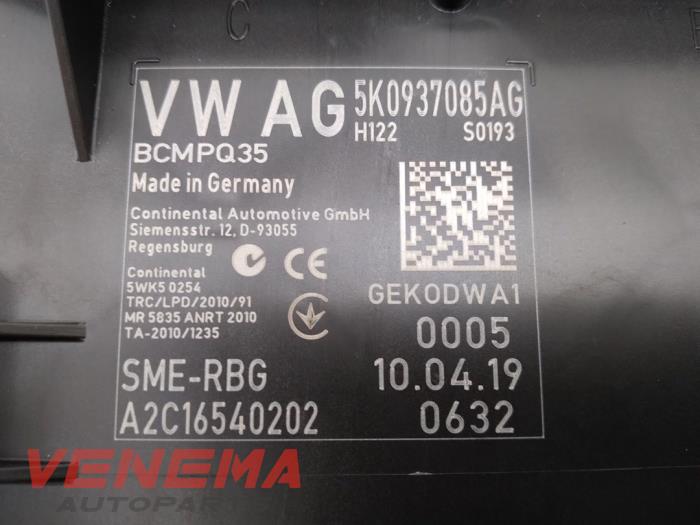 C
VW AG 5K0937085AG
H122 S0193
BCMPQ35
Made in Germany
Continental Automotive GmbH
Siemensstr. 12, D-93055
Regensburg
Continental
5WK5 0254
TRC/LPD/2010/91
MR 5835 ANRT 2010
TA-2010/1235
CE
GEKODWA1
0005
SME-RBG 10.04.19
A2C16540202 0632
VENEMA
AUTOPAR